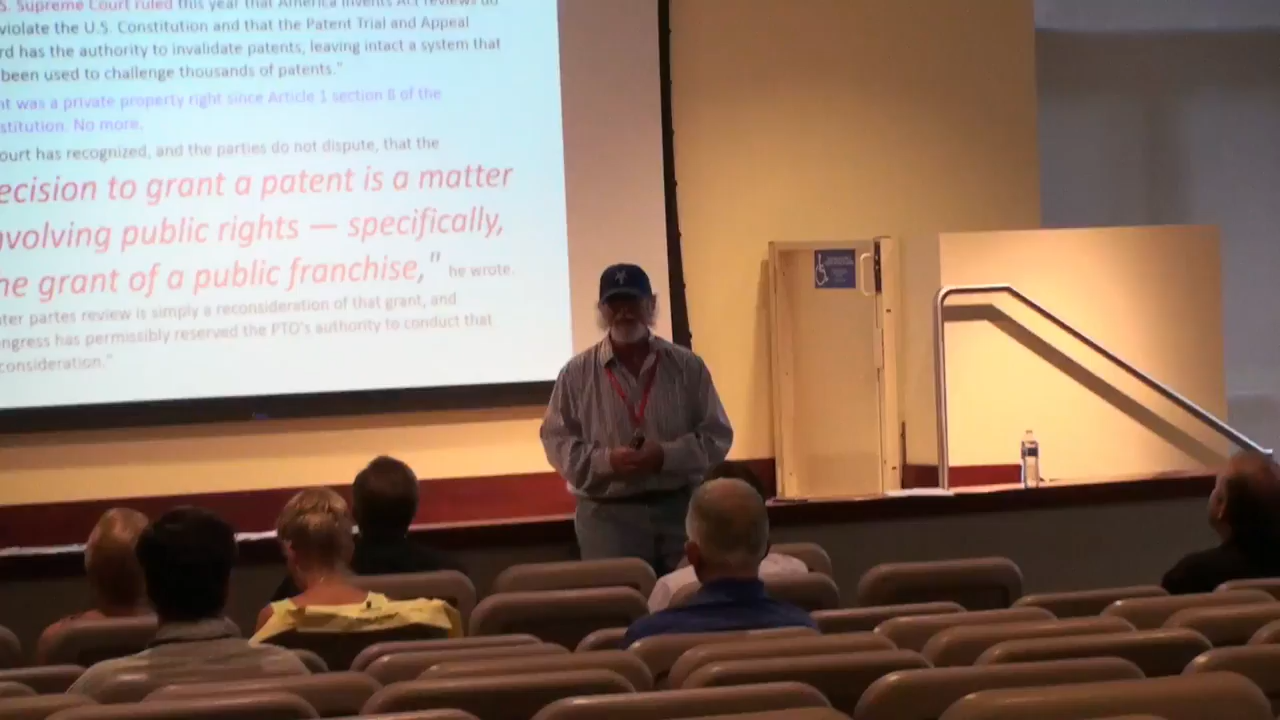 S. Supreme Court ruled this year that America Invents Act reviews do
violate the U.S. Constitution and that the Patent Trial and Appeal
rd has the authority to invalidate patents, leaving intact a system that
been used to challenge thousands of patents."
nt was a private property right since Article 1 section 8 of the
stitution. No more.
ourt has recognized, and the parties do not dispute, that the
ecision to grant a patent is a matter
nvolving public rights — specifically,
he grant of a public franchise," he wrote.
nter partes review is simply a reconsideration of that grant, and
ngress has permissibly reserved the PTO's authority to conduct that
consideration."